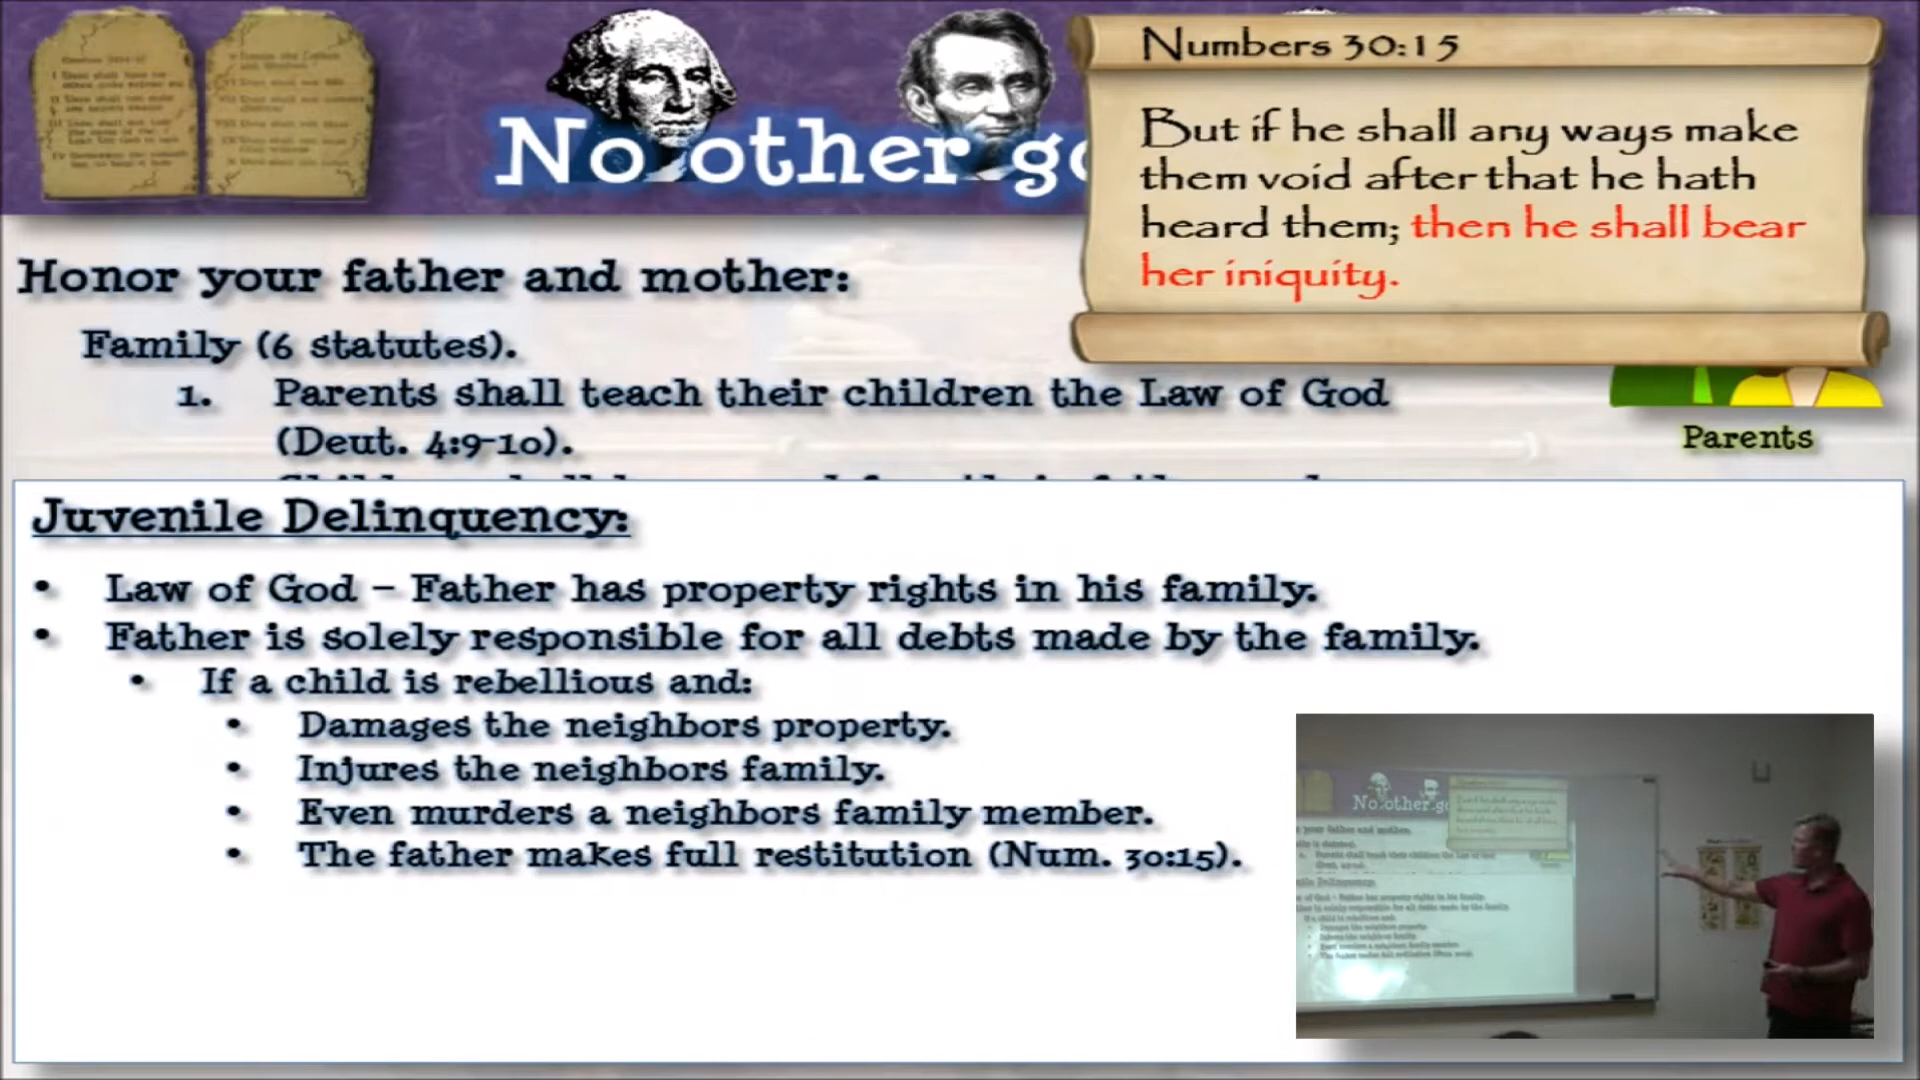 No other
Numbers 30:15
But if he shall any ways make
them void after that he hath
heard them; then he shall bear
her iniquity.
Honor your father and mother:
Family (6 statutes).
1. Parents shall teach their children the Law of God
(Deut. 4:9-10).
Parents
Juvenile Delinquency:
• Law of God – Father has property rights in his family.
• Father is solely responsible for all debts made by the family.
• If a child is rebellious and:
• Damages the neighbors property.
• Injures the neighbors family.
• Even murders a neighbors family member.
• The father makes full restitution (Num. 30:15).
No other